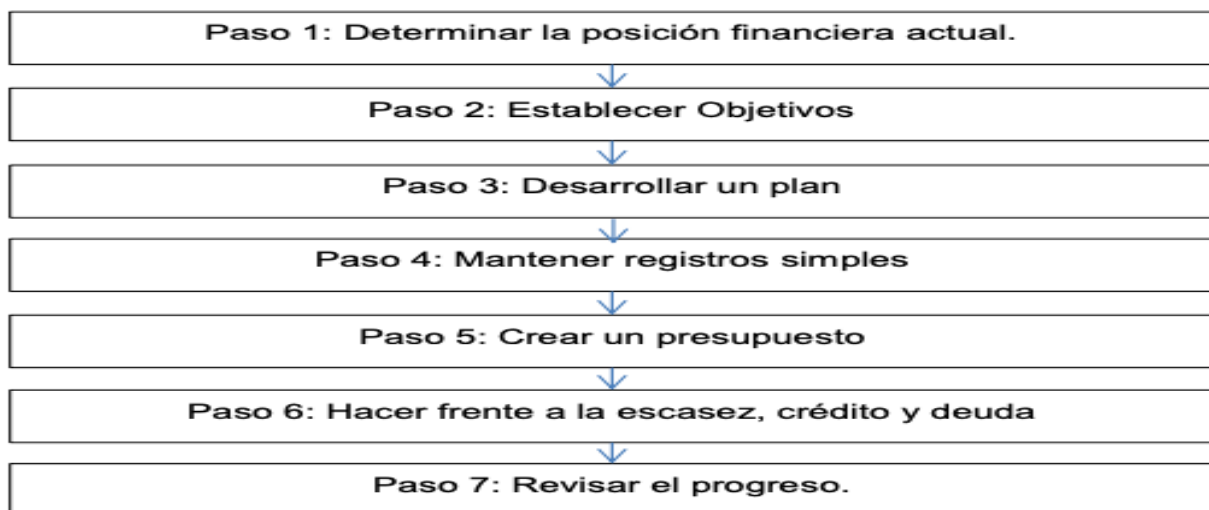 Paso 1: Determinar la posición financiera actual.
Paso 2: Establecer Objetivos
Paso 3: Desarrollar un plan
Paso 4: Mantener registros simples
Paso 5: Crear un presupuesto
Paso 6: Hacer frente a la escasez, crédito y deuda
Paso 7: Revisar el progreso.